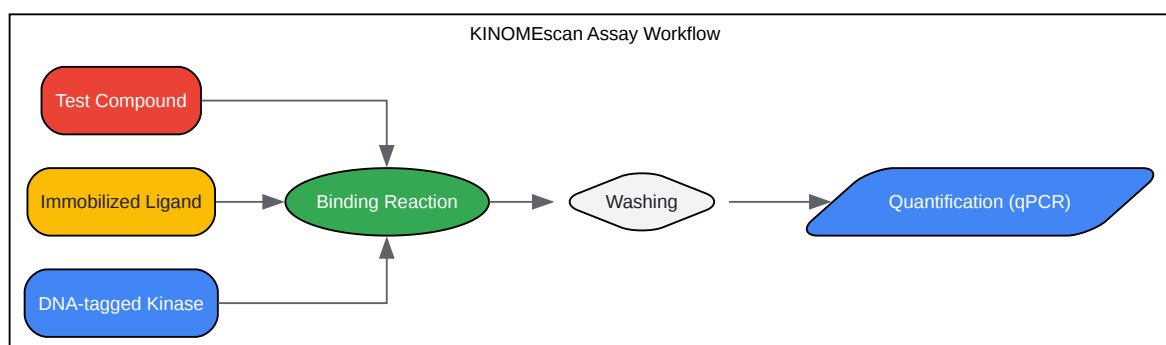 KINOMEscan Assay Workflow
Test Compound
Immobilized Ligand
Binding Reaction
Washing
Quantification (qPCR)
DNA-tagged Kinase